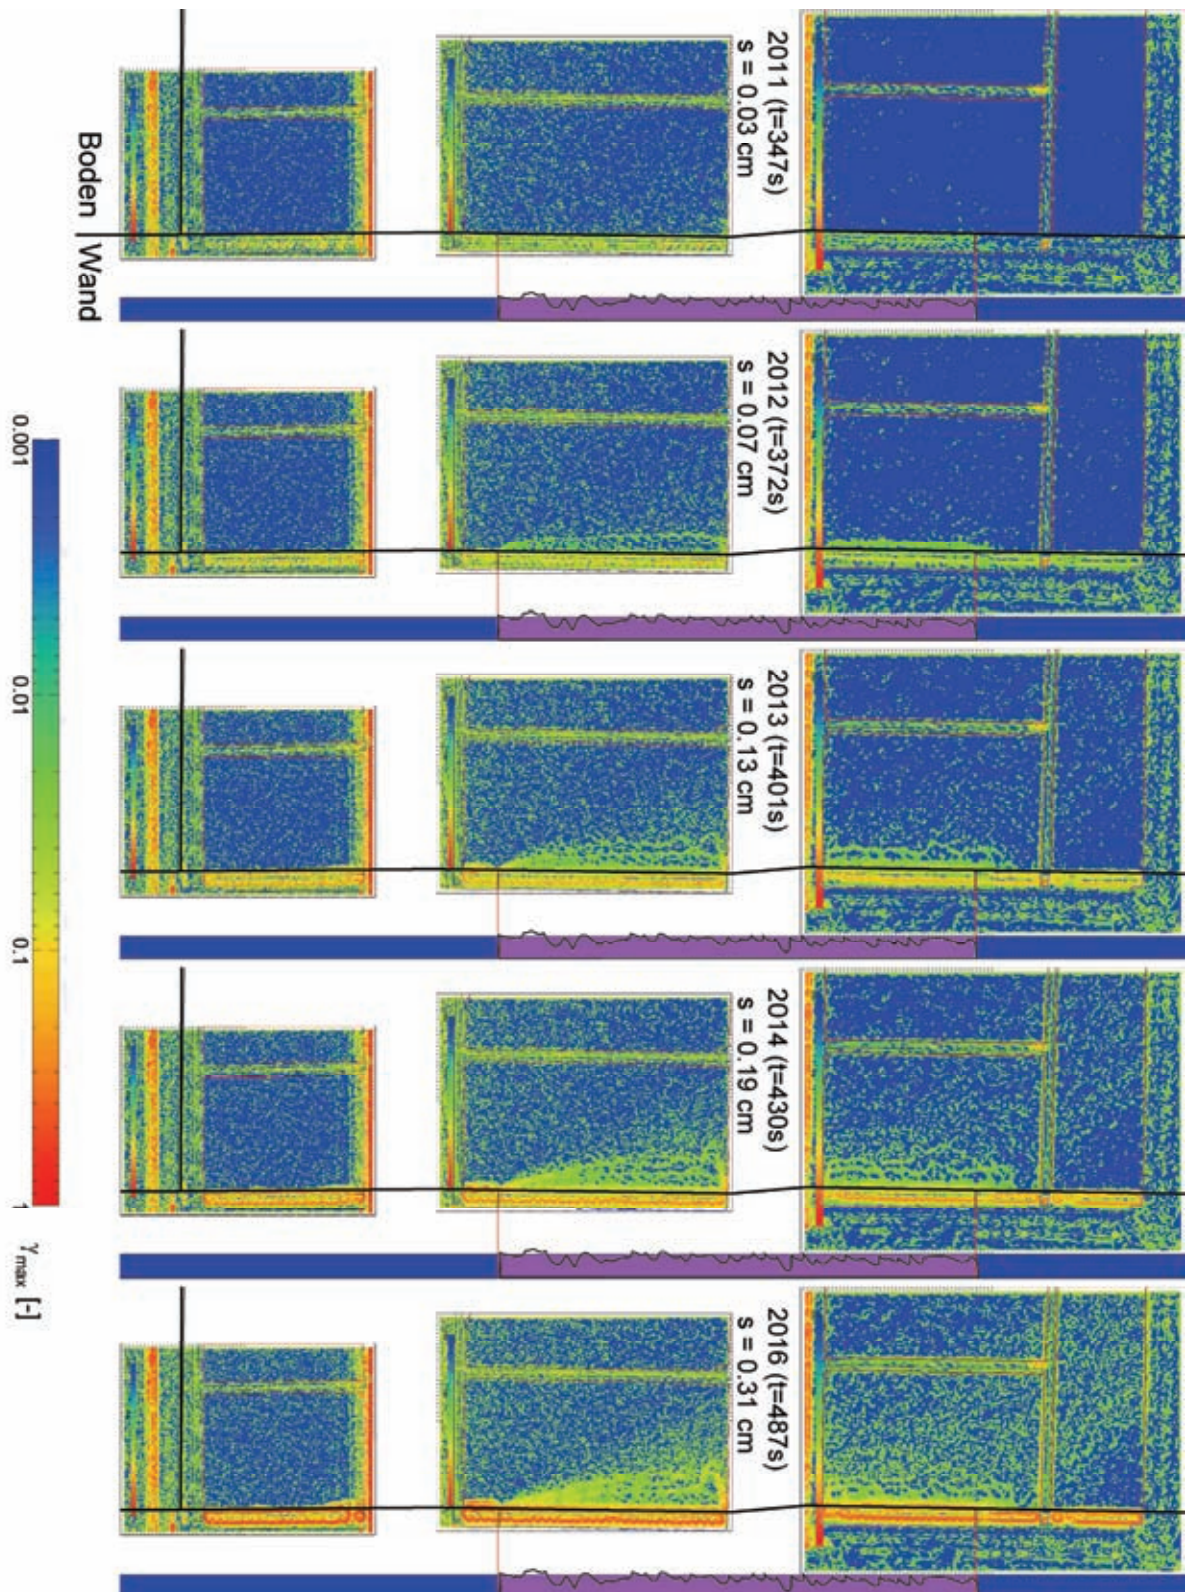 2011 (t=347s)
s = 0.03 cm
Boden
Wand
2012 (t=372s)
s = 0.07 cm
2013 (t=401s)
s = 0.13 cm
2014 (t=430s)
s = 0.19 cm
2016 (t=487s)
s = 0.31 cm
0.001
0.01
0.1
1
γmax [-]